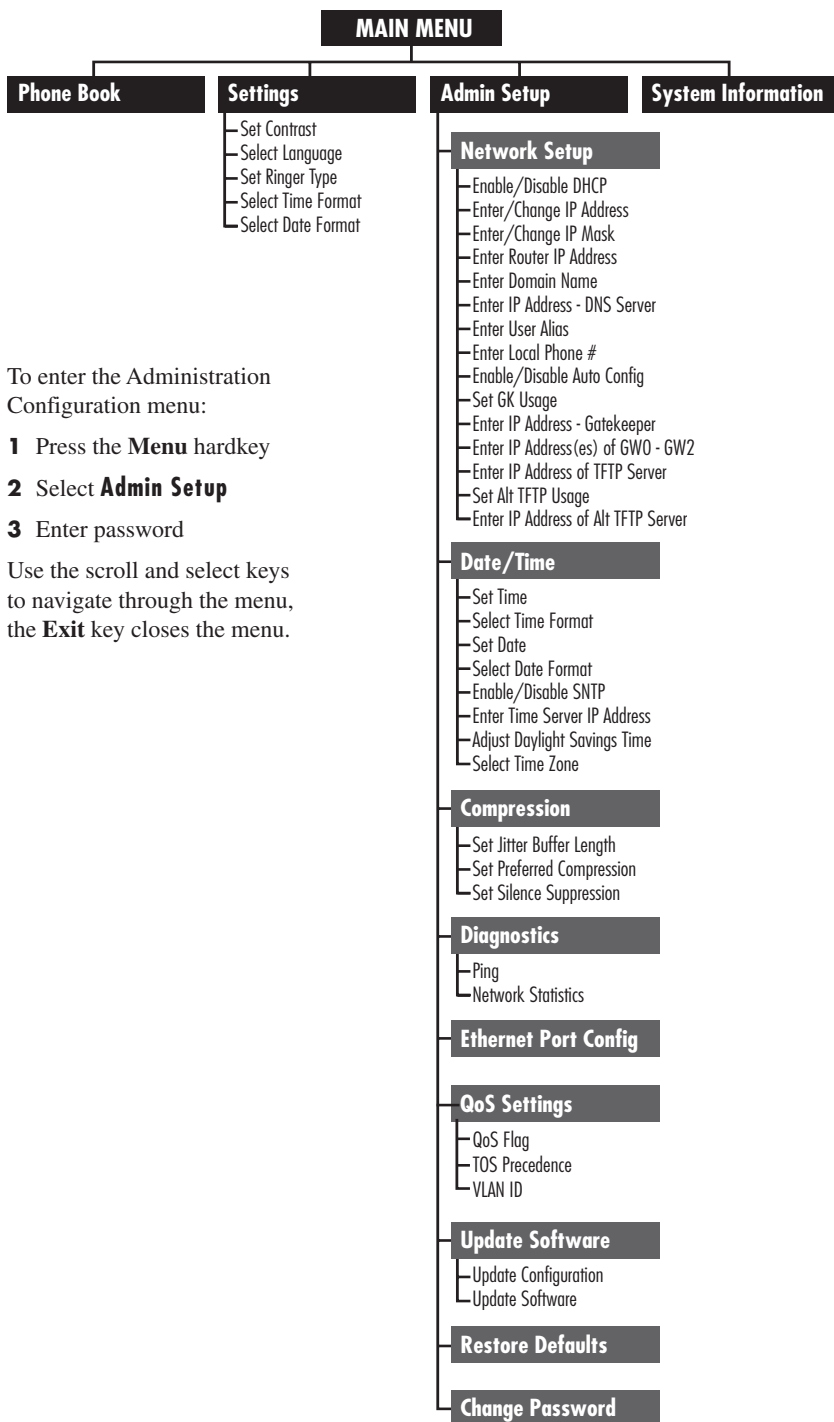 MAIN MENU
Phone Book
Settings
Set Contrast
Select Language
Set Ringer Type
Select Time Format
Select Date Format
Admin Setup
Network Setup
Enable/Disable DHCP
Enter/Change IP Address
Enter/Change IP Mask
Enter Router IP Address
Enter Domain Name
Enter IP Address - DNS Server
Enter User Alias
Enter Local Phone #
Enable/Disable Auto Config
Set GK Usage
Enter IP Address - Gatekeeper
Enter IP Address(es) of GW0 - GW2
Enter IP Address of TFTP Server
Set Alt TFTP Usage
Enter IP Address of Alt TFTP Server
Date/Time
Set Time
Select Time Format
Set Date
Select Date Format
Enable/Disable SNTP
Enter Time Server IP Address
Adjust Daylight Savings Time
Select Time Zone
Compression
Set Jitter Buffer Length
Set Preferred Compression
Set Silence Suppression
Diagnostics
Ping
Network Statistics
Ethernet Port Config
QoS Settings
QoS Flag
TOS Precedence
VLAN ID
Update Software
Update Configuration
Update Software
Restore Defaults
Change Password
System Information
To enter the Administration
Configuration menu:
1 Press the Menu hardkey
2 Select Admin Setup
3 Enter password
Use the scroll and select keys
to navigate through the menu,
the Exit key closes the menu.